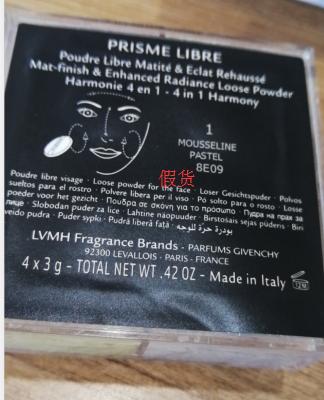 PRISME LIBRE
Poudre Libre Matité & Eclat Rehaussé
Mat-finish & Enhanced Radiance Loose Powder
Harmonie 4 en 1 - 4 in 1 Harmony
1
MOUSSELINE
PASTEL
8E09
假货
Poudre libre visage · Loose powder for the face · Loser Gesichtspuder · Polvos
sueltos para el rostro · Polvere libera per il viso · Pó solto para o rosto · Losse
poeder voor het gezicht · Πουδρα σε σκόνη για το πρόσωπο · Пудра на прах за
лице · Slobodan puder za lice · Lahtine näopuuder · Birstošais sejas pūderis · Biri
veido pudra · Puder sypki · Pudră liberă față · بودرة حرة للوجه
LVMH Fragrance Brands - PARFUMS GIVENCHY
92300 LEVALLOIS · PARIS · FRANCE
4 x 3 g - TOTAL NET WT. .42 OZ - Made in Italy
12M